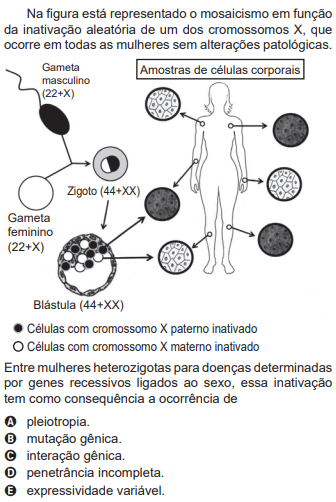 Na figura está representado o mosaicismo em função
da inativação aleatória de um dos cromossomos X, que
ocorre em todas as mulheres sem alterações patológicas.
Gameta
masculino
(22+X)
Amostras de células corporais
Zigoto (44+XX)
Gameta
feminino
(22+X)
Blástula (44+XX)
Células com cromossomo X paterno inativado
Células com cromossomo X materno inativado
Entre mulheres heterozigotas para doenças determinadas
por genes recessivos ligados ao sexo, essa inativação
tem como consequência a ocorrência de
A pleiotropia.
B mutação gênica.
C interação gênica.
D penetrância incompleta.
E expressividade variável.